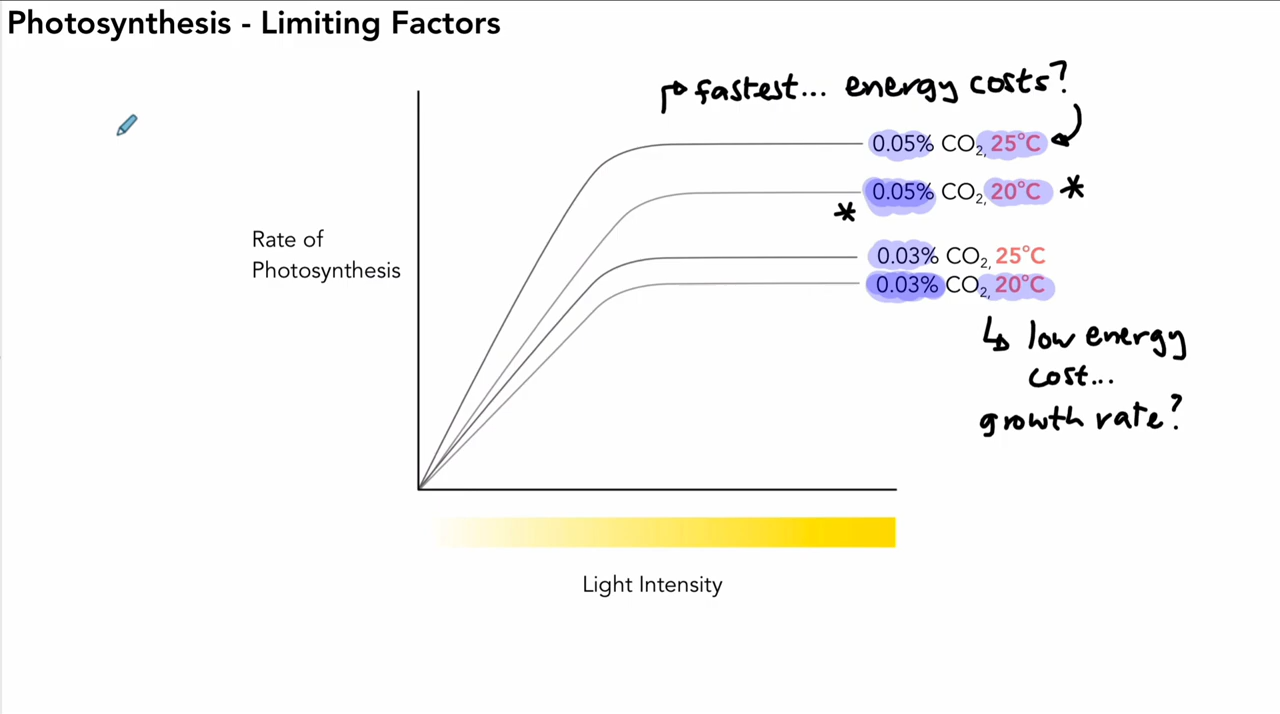 Photosynthesis - Limiting Factors
↱ fastest... energy costs?
0.05% CO₂, 25°C
0.05% CO₂, 20°C *
*
Rate of
Photosynthesis
0.03% CO₂, 25°C
0.03% CO₂, 20°C
↳ low energy
cost...
growth rate?
Light Intensity